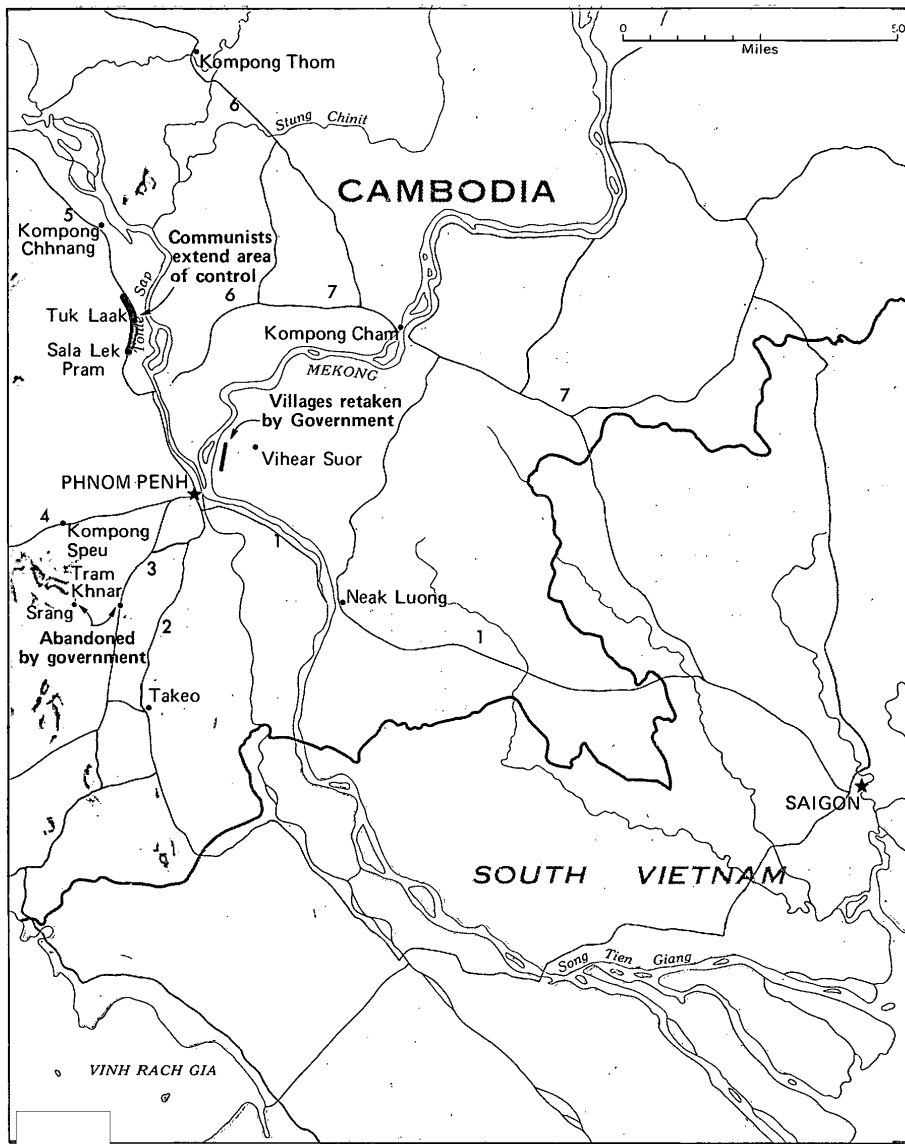 0 50
Miles
Kompong Thom
6
Stung Chinit
CAMBODIA
5
Kompong
Chhnang
Communists
extend area
of control
Tonle Sap
6
7
Tuk Laak
Kompong Cham
Sala Lek
Pram
MEKONG
7
Villages retaken
by Government
Vihear Suor
PHNOM PENH
4
Kompong
Speu
1
3
Tram
Khnar
Srang
2
Neak Luong
Abandoned
by government
1
Takeo
SAIGON
SOUTH VIETNAM
Song Tien Giang
VINH RACH GIA